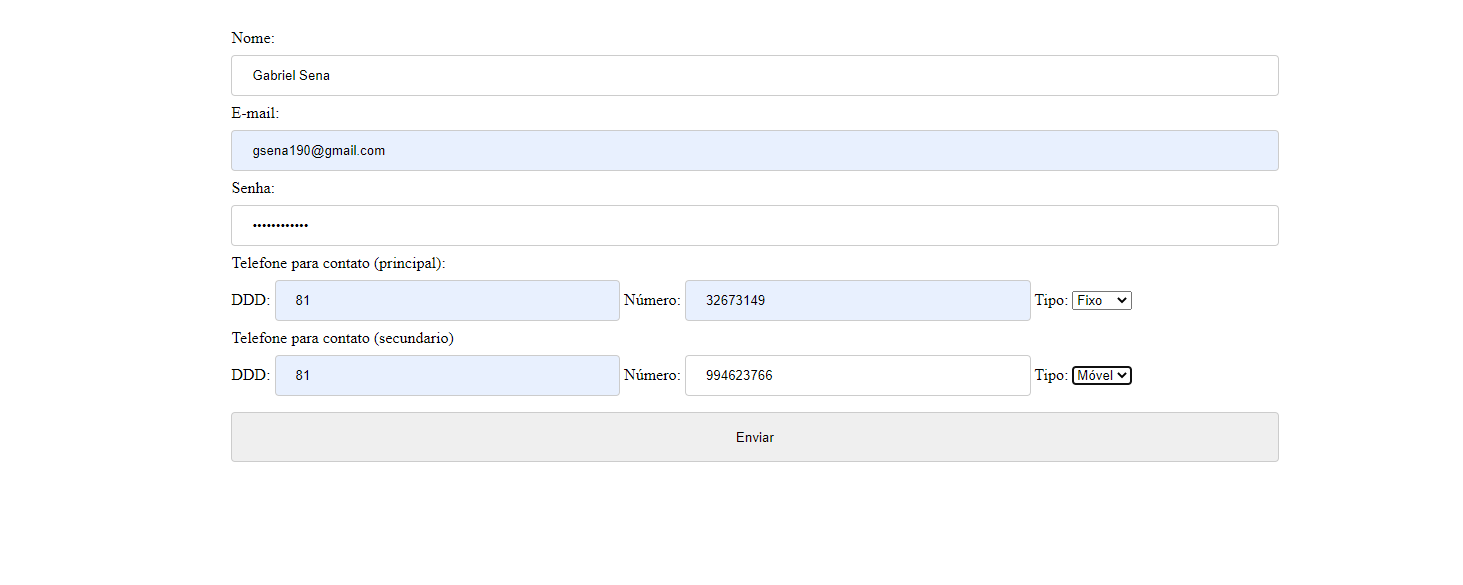 Nome:
Gabriel Sena
E-mail:
gsena190@gmail.com
Senha:
••••••••••••
Telefone para contato (principal):
DDD: 81 Número: 32673149 Tipo: Fixo
Telefone para contato (secundario)
DDD: 81 Número: 994623766 Tipo: Móvel
Enviar